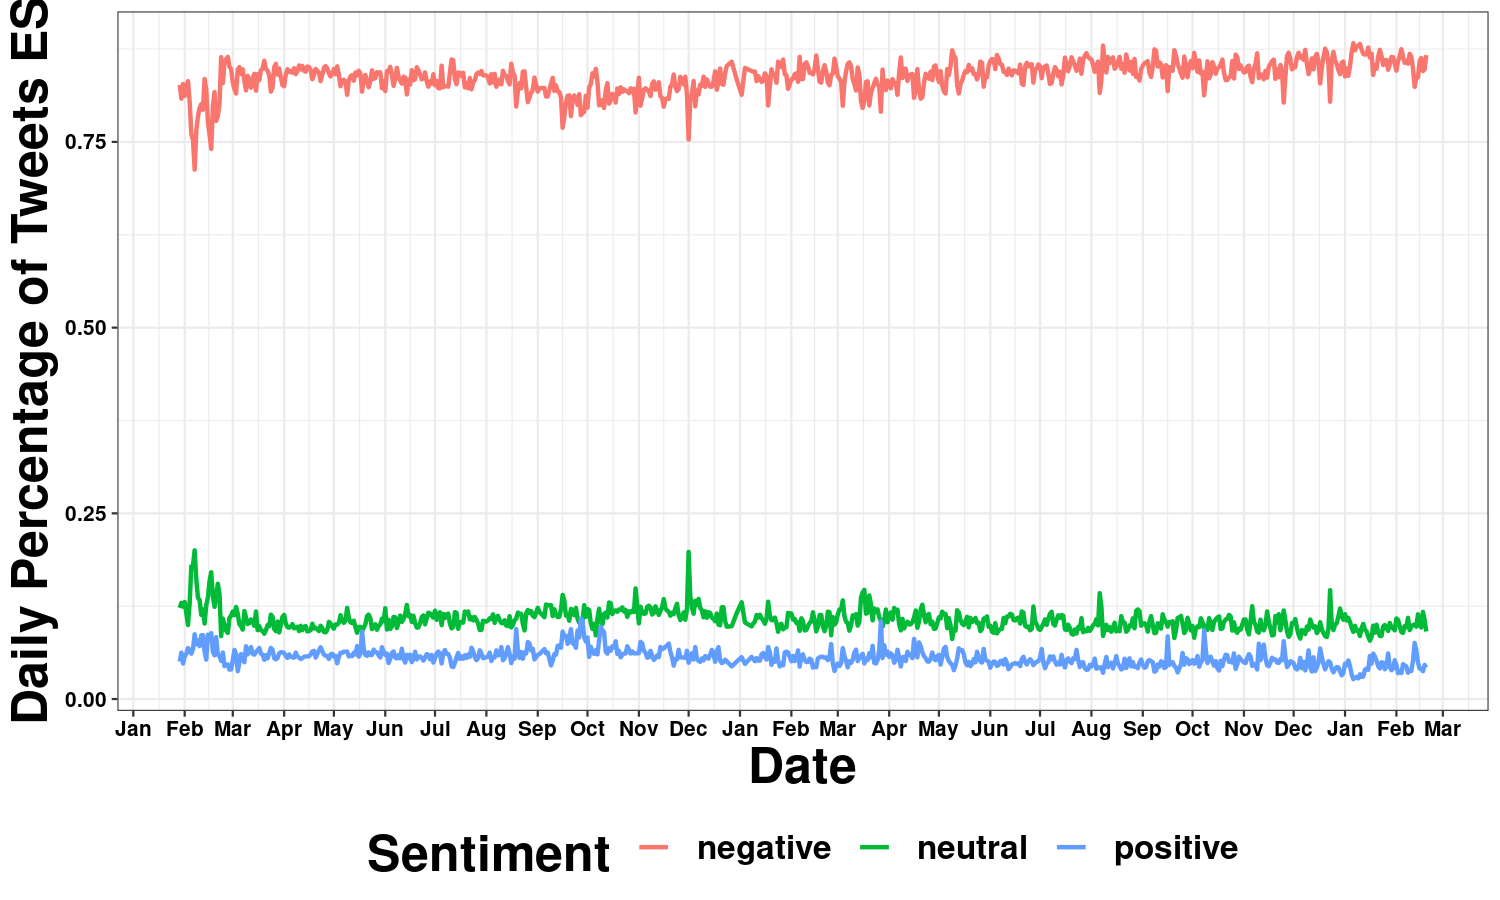 Daily Percentage of Tweets ES
0.75
0.50
0.25
0.00
Jan Feb Mar Apr May Jun Jul Aug Sep Oct Nov Dec Jan Feb Mar Apr May Jun Jul Aug Sep Oct Nov Dec Jan Feb Mar
Date
Sentiment negative neutral positive